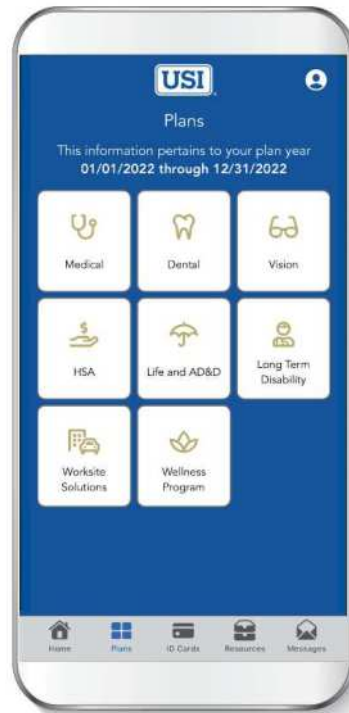 USI
Plans
This information pertains to your plan year
01/01/2022 through 12/31/2022
Medical
Dental
Vision
$
HSA
Life and AD&D
Long Term
Disability
Worksite
Solutions
Wellness
Program
Home
Plans
ID Cards
Resources
Messages